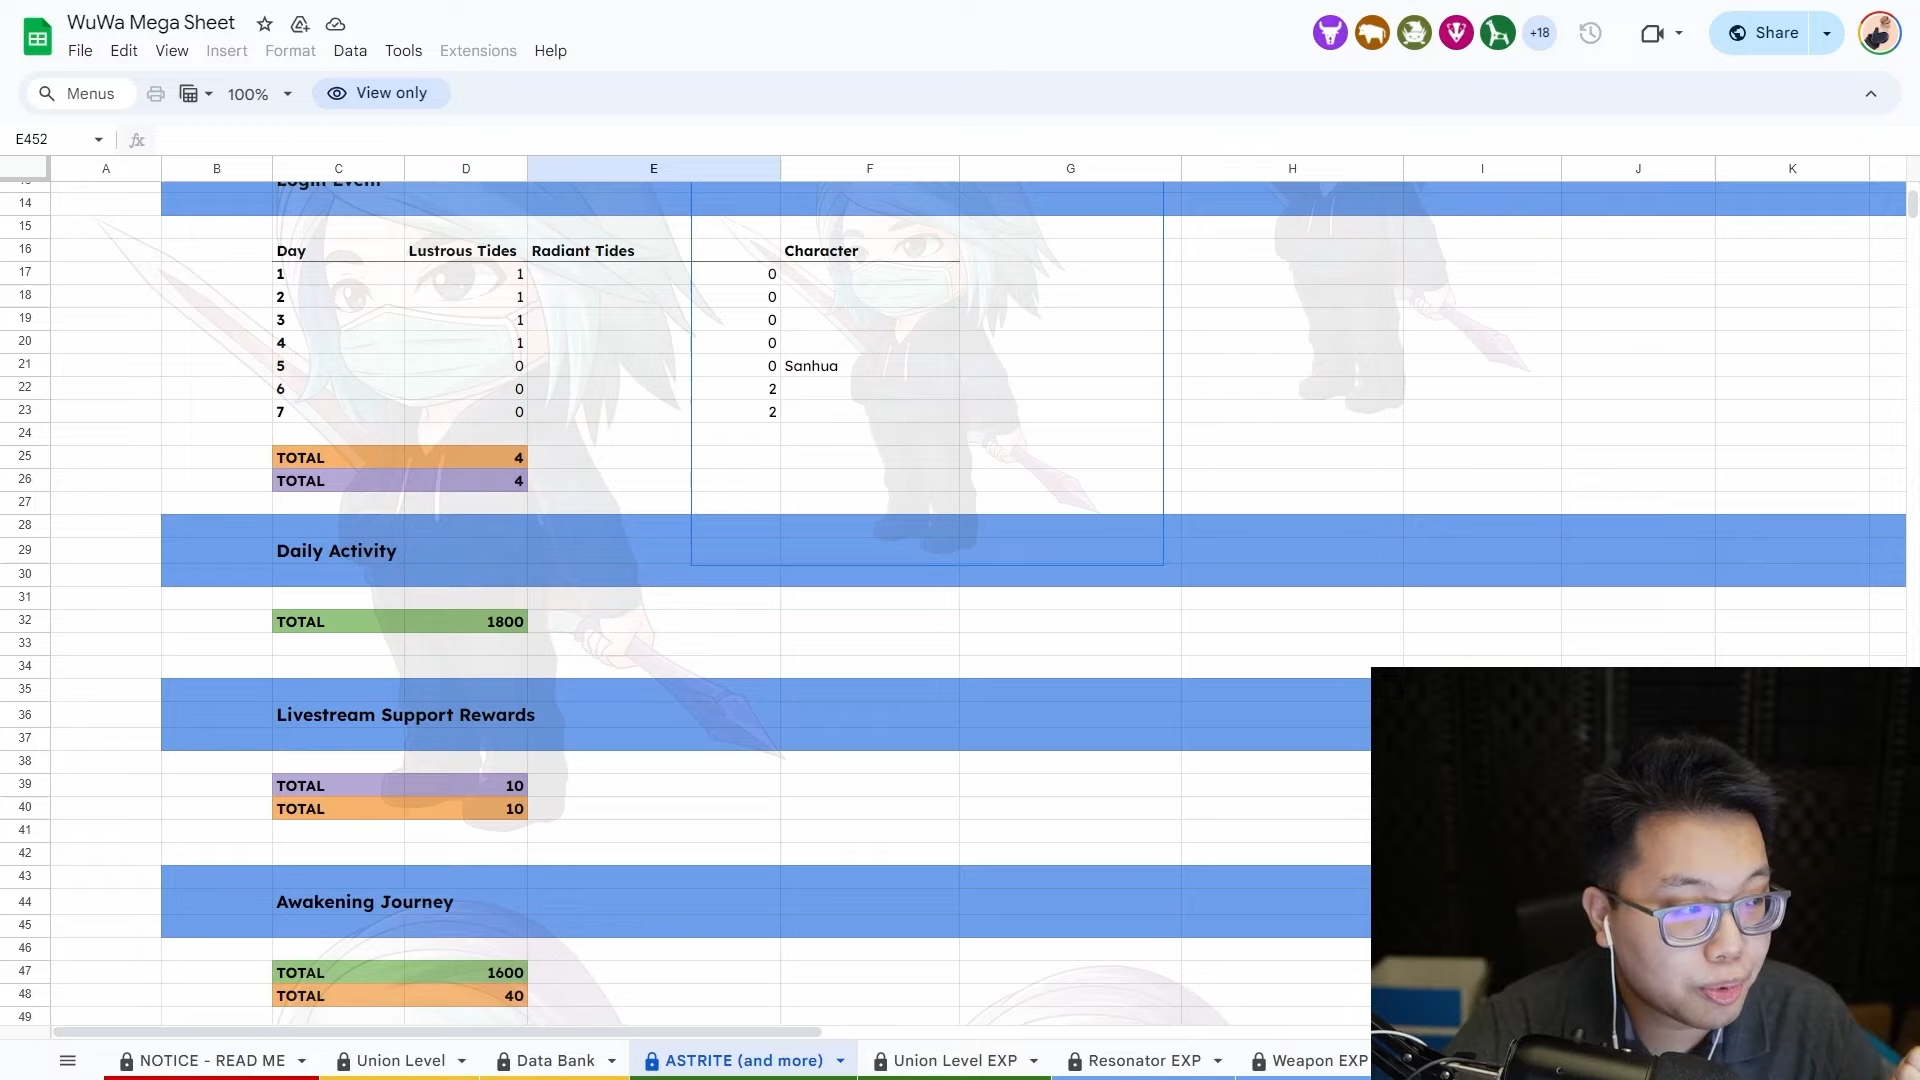 WuWa Mega Sheet
File Edit View Insert Format Data Tools Extensions Help
+18
Share
Menus
100%
View only
E452
fx
A B C D E F G H I J K
Login Event
14
15
16 Day Lustrous Tides Radiant Tides Character
17 1 1 0
18 2 1 0
19 3 1 0
20 4 1 0
21 5 0 0 Sanhua
22 6 0 2
23 7 0 2
24
25 TOTAL 4
26 TOTAL 4
27
28
29 Daily Activity
30
31
32 TOTAL 1800
33
34
35
36 Livestream Support Rewards
37
38
39 TOTAL 10
40 TOTAL 10
41
42
43
44 Awakening Journey
45
46
47 TOTAL 1600
48 TOTAL 40
49
NOTICE - READ ME Union Level Data Bank ASTRITE (and more) Union Level EXP Resonator EXP Weapon EXP